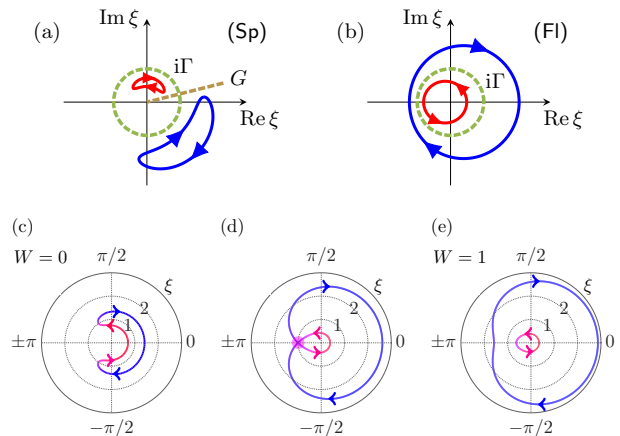 (a)
Im ξ
(Sp)
iΓ
G
Re ξ
(b)
Im ξ
(Fl)
iΓ
Re ξ
(c)
W = 0
π/2
ξ
2
1
±π
0
−π/2
(d)
π/2
2
1
±π
0
−π/2
(e)
W = 1
π/2
ξ
2
1
±π
0
−π/2